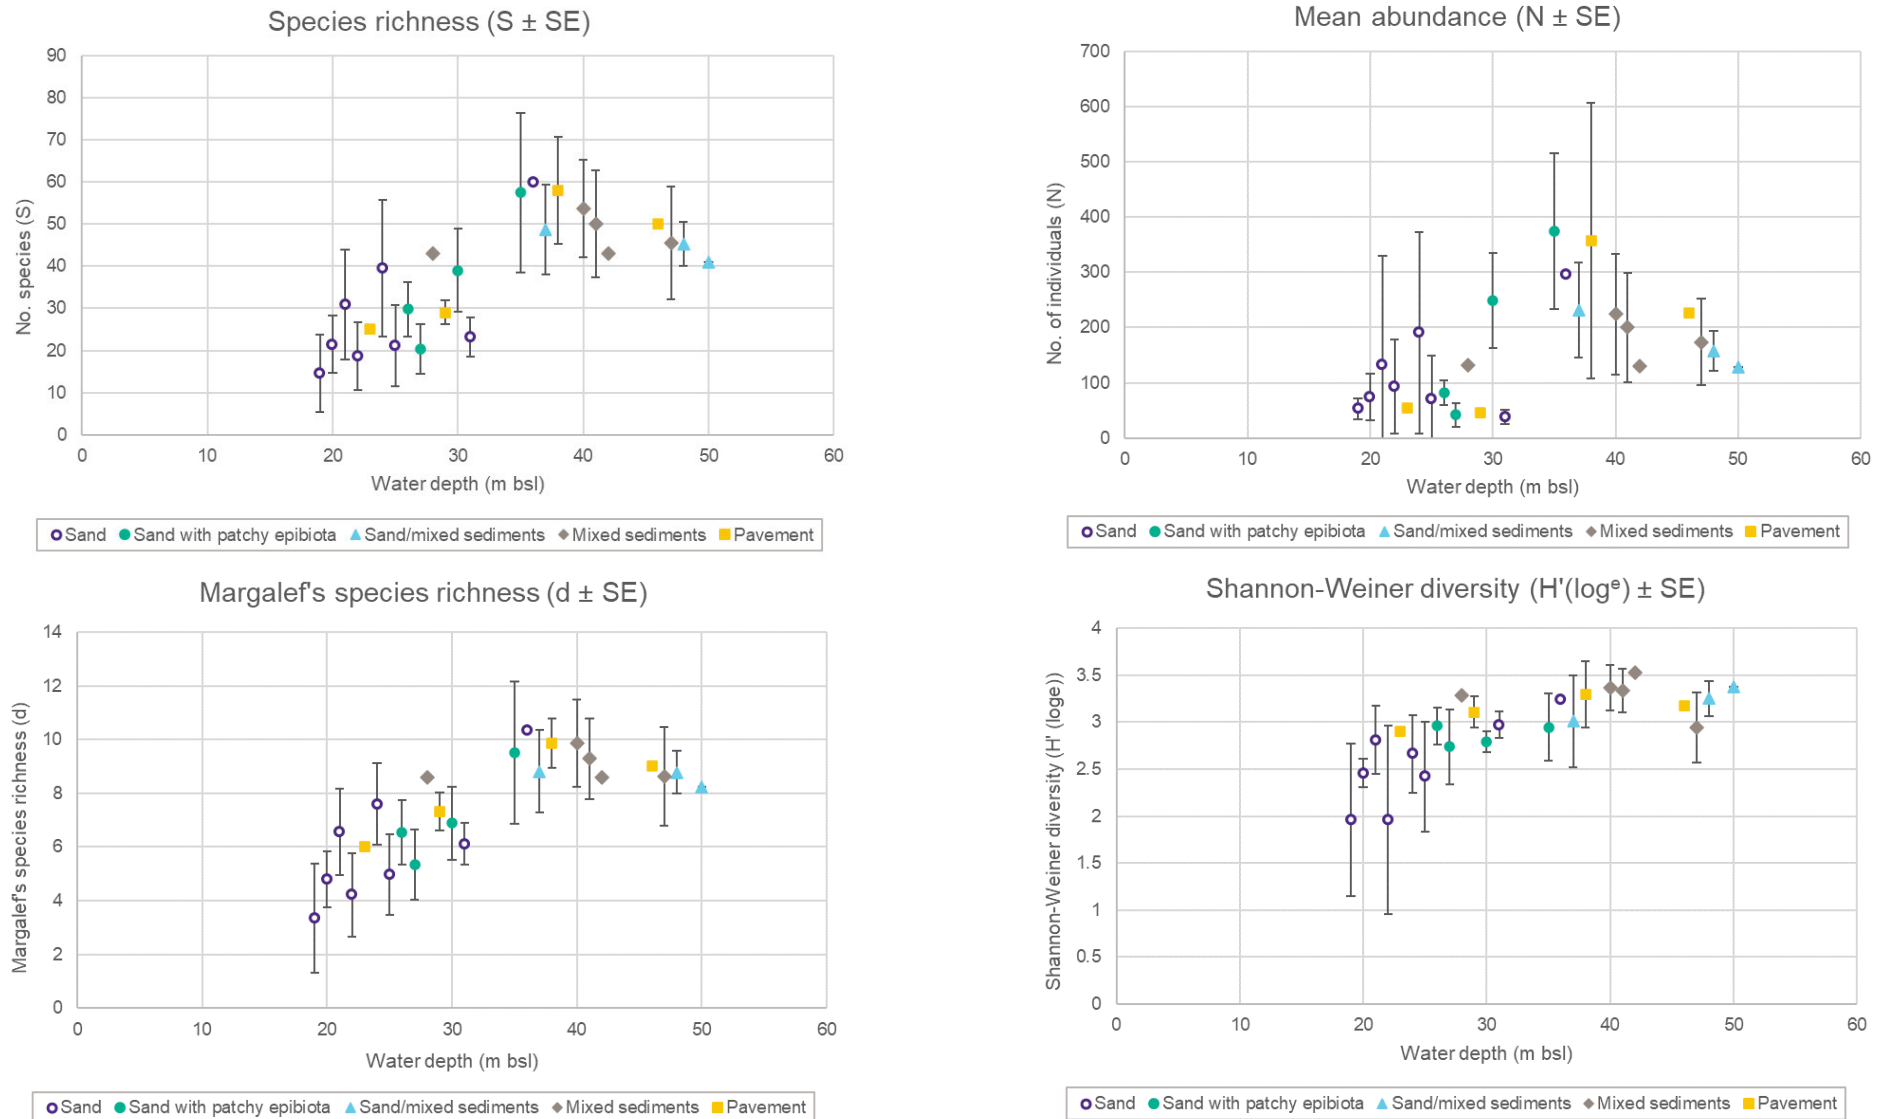 Species richness (S ± SE)
90
80
70
60
50
40
30
20
10
0
No. species (S)
0 10 20 30 40 50 60
Water depth (m bsl)
Sand Sand with patchy epibiota Sand/mixed sediments Mixed sediments Pavement
Mean abundance (N ± SE)
700
600
500
400
300
200
100
0
No. of individuals (N)
0 10 20 30 40 50 60
Water depth (m bsl)
Sand Sand with patchy epibiota Sand/mixed sediments Mixed sediments Pavement
Margalef's species richness (d ± SE)
14
12
10
8
6
4
2
0
Margalef's species richness (d)
0 10 20 30 40 50 60
Water depth (m bsl)
Sand Sand with patchy epibiota Sand/mixed sediments Mixed sediments Pavement
Shannon-Weiner diversity (H'(logᵉ) ± SE)
4
3.5
3
2.5
2
1.5
1
0.5
0
Shannon-Weiner diversity (H' (loge))
0 10 20 30 40 50 60
Water depth (m bsl)
Sand Sand with patchy epibiota Sand/mixed sediments Mixed sediments Pavement